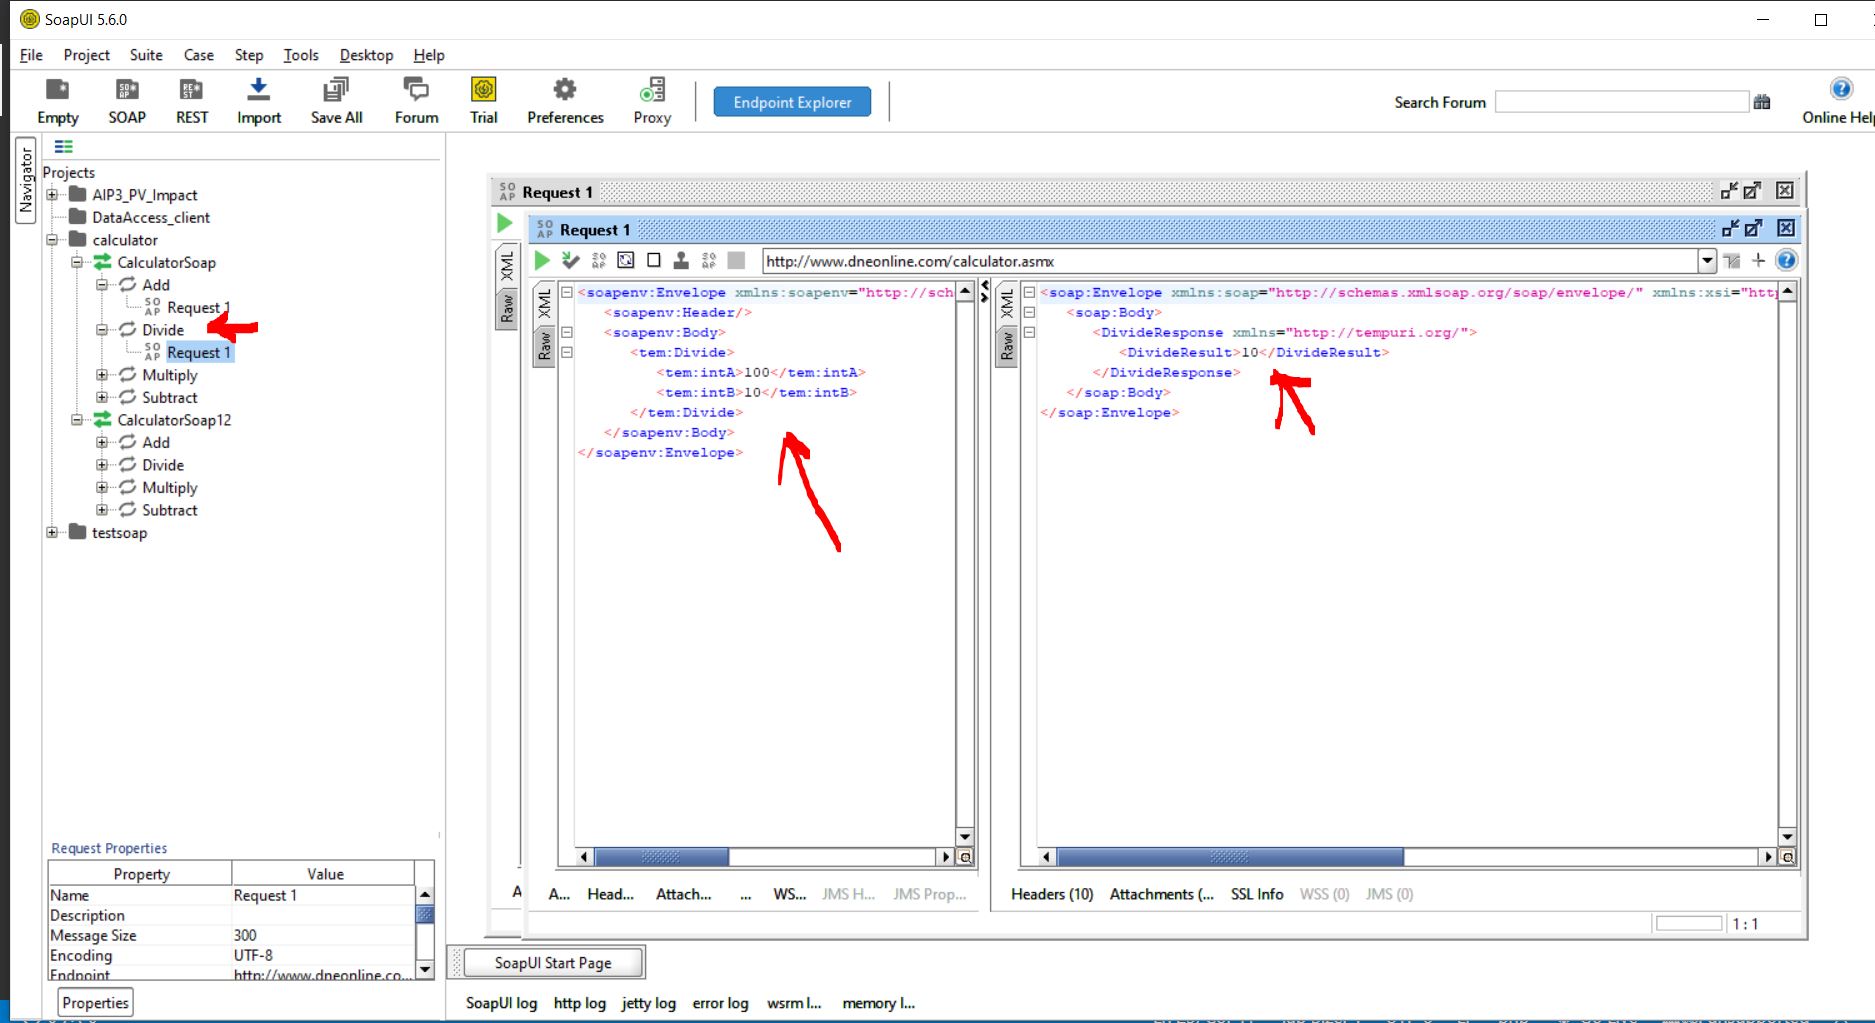 SoapUI 5.6.0
File Project Suite Case Step Tools Desktop Help
Empty SOAP REST Import Save All Forum Trial Preferences Proxy Endpoint Explorer Search Forum Online Help
Navigator
Projects
AIP3_PV_Impact
DataAccess_client
calculator
CalculatorSoap
Add
Request 1
Divide
Request 1
Multiply
Subtract
CalculatorSoap12
Add
Divide
Multiply
Subtract
testsoap
Request Properties
Property Value
Name Request 1
Description
Message Size 300
Encoding UTF-8
Endpoint http://www.dneonline.co...
Properties
Request 1
XML
Raw
Request 1
http://www.dneonline.com/calculator.asmx
XML
Raw
<soapenv:Envelope xmlns:soapenv="http://sch
<soapenv:Header/>
<soapenv:Body>
<tem:Divide>
<tem:intA>100</tem:intA>
<tem:intB>10</tem:intB>
</tem:Divide>
</soapenv:Body>
</soapenv:Envelope>
XML
Raw
<soap:Envelope xmlns:soap="http://schemas.xmlsoap.org/soap/envelope/" xmlns:xsi="http
<soap:Body>
<DivideResponse xmlns="http://tempuri.org/">
<DivideResult>10</DivideResult>
</DivideResponse>
</soap:Body>
</soap:Envelope>
A
A... Head... Attach... ... WS... JMS H... JMS Prop...
Headers (10) Attachments (... SSL Info WSS (0) JMS (0)
1 : 1
SoapUI Start Page
SoapUI log http log jetty log error log wsrm l... memory l...